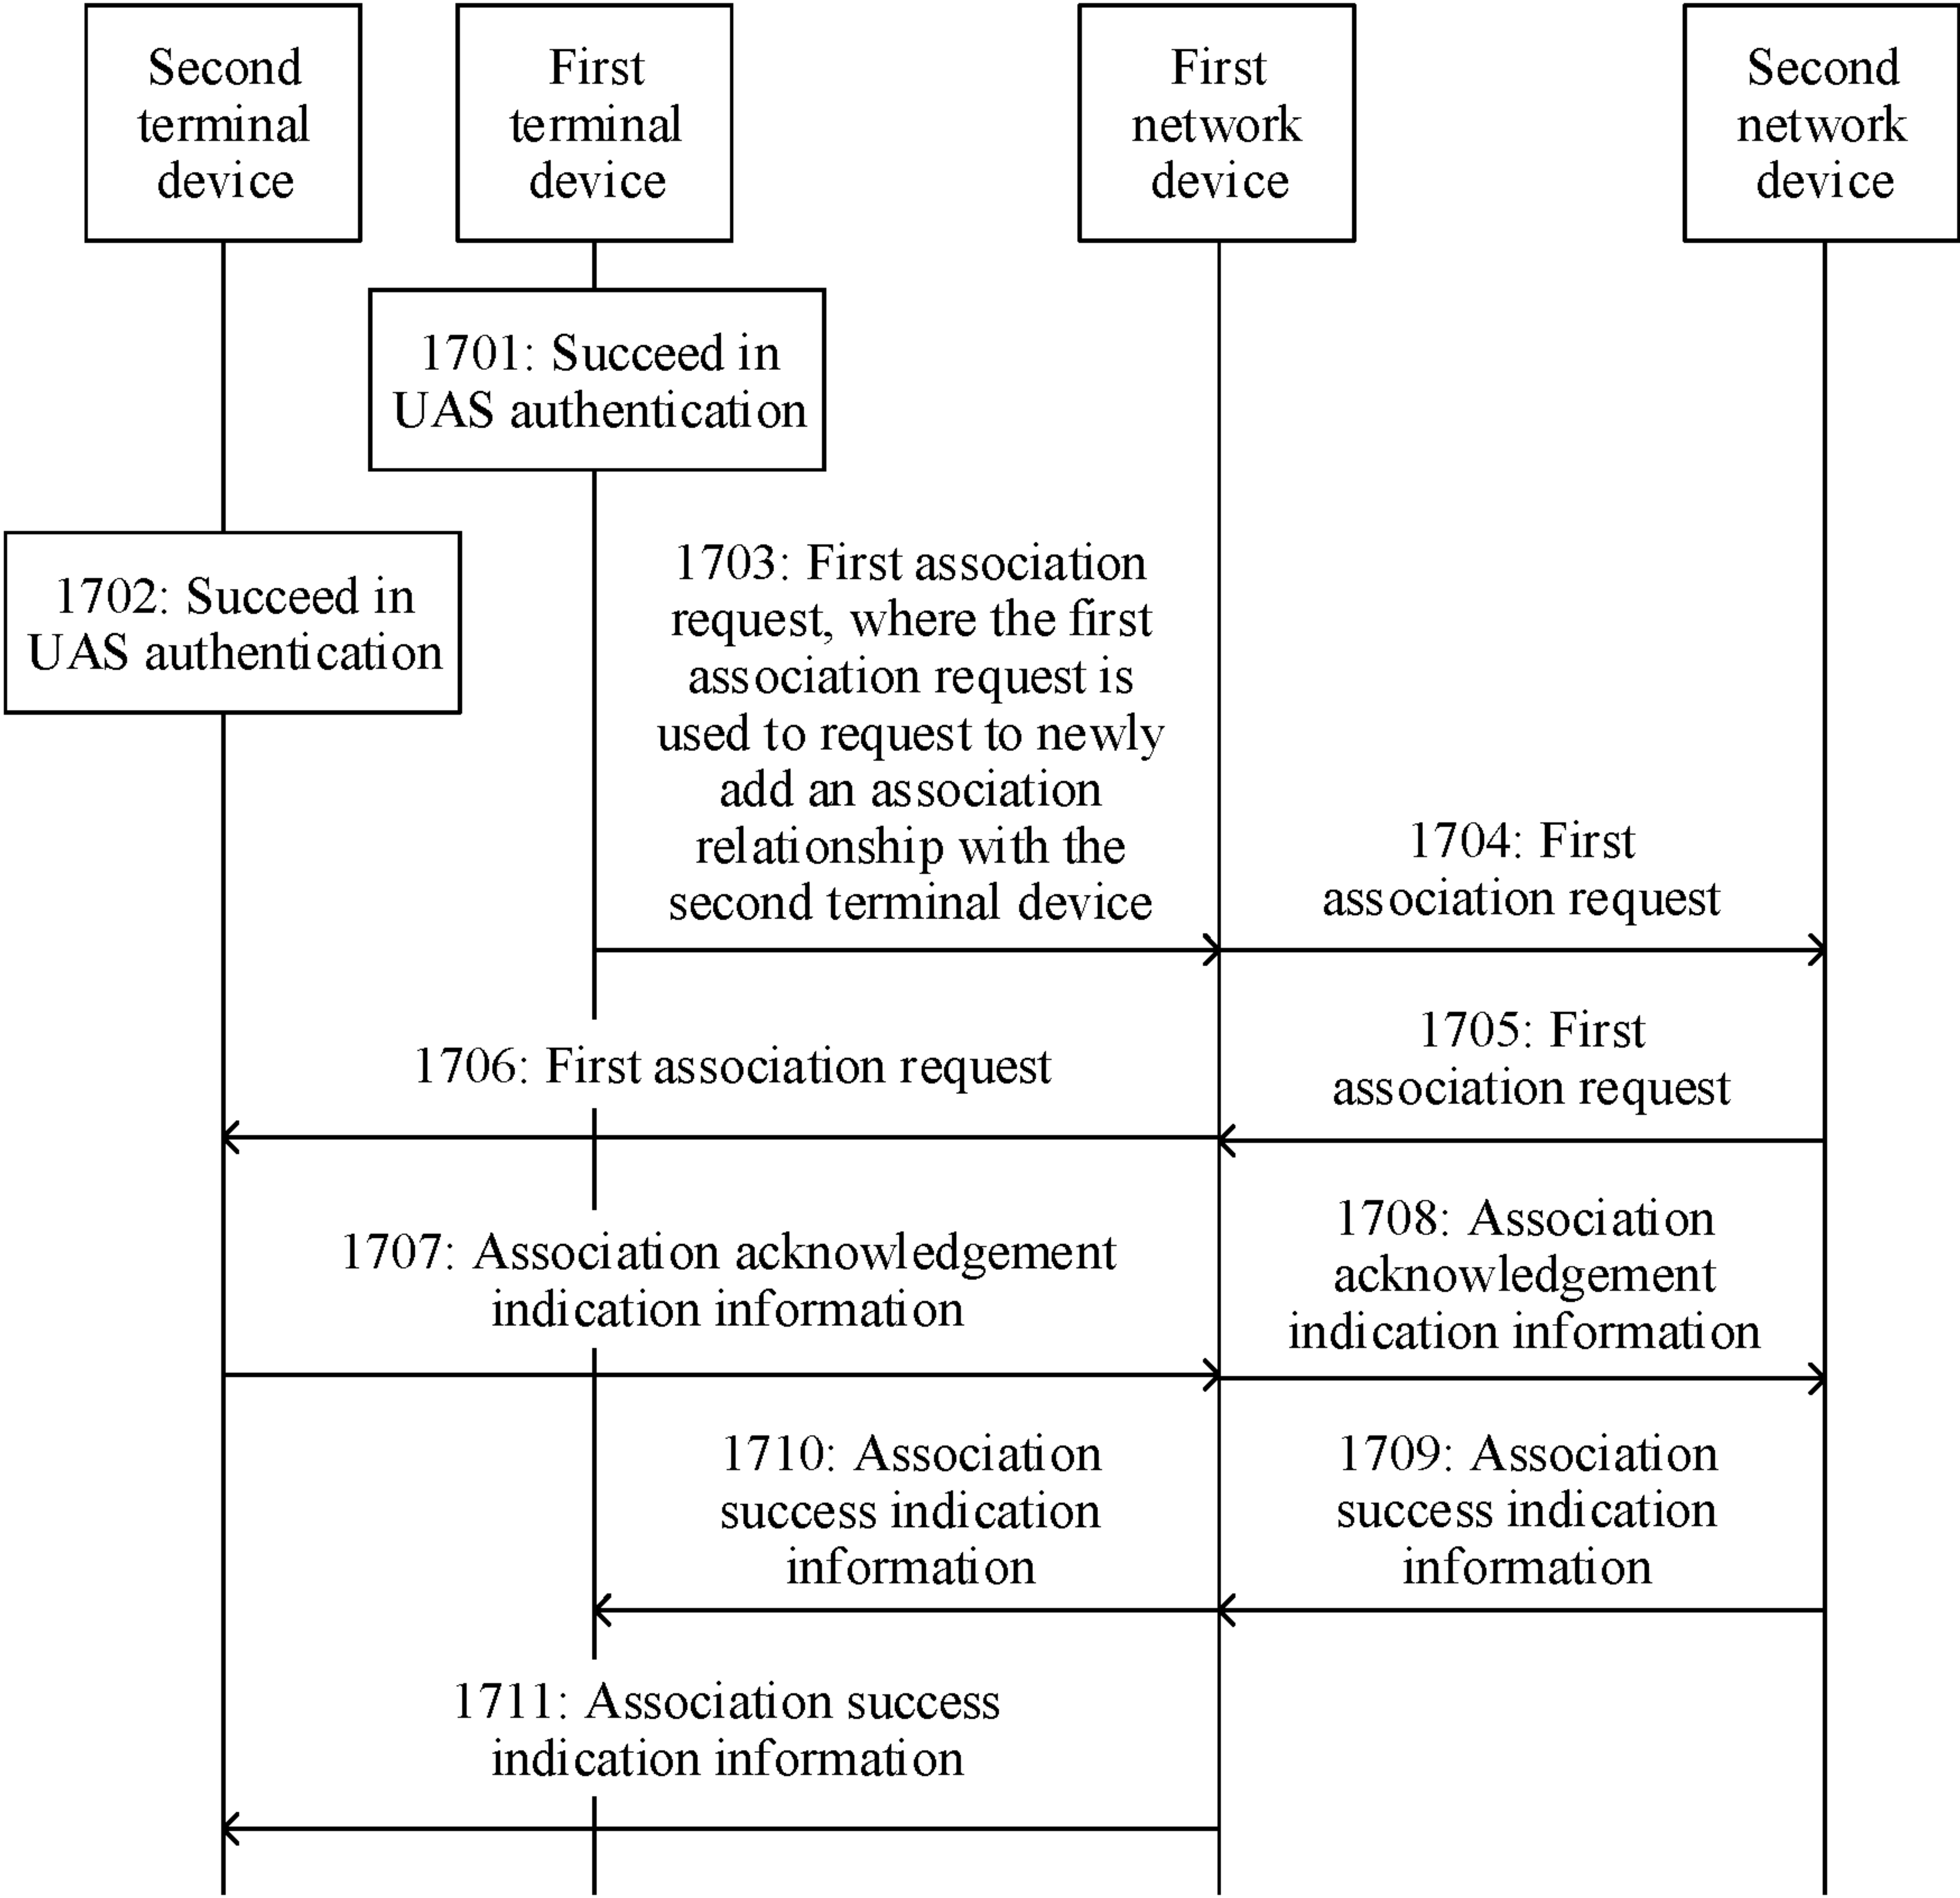 Second
terminal
device
First
terminal
device
First
network
device
Second
network
device
1701: Succeed in
UAS authentication
1702: Succeed in
UAS authentication
1703: First association
request, where the first
association request is
used to request to newly
add an association
relationship with the
second terminal device
1704: First
association request
1705: First
association request
1706: First association request
1707: Association acknowledgement
indication information
1708: Association
acknowledgement
indication information
1709: Association
success indication
information
1710: Association
success indication
information
1711: Association success
indication information